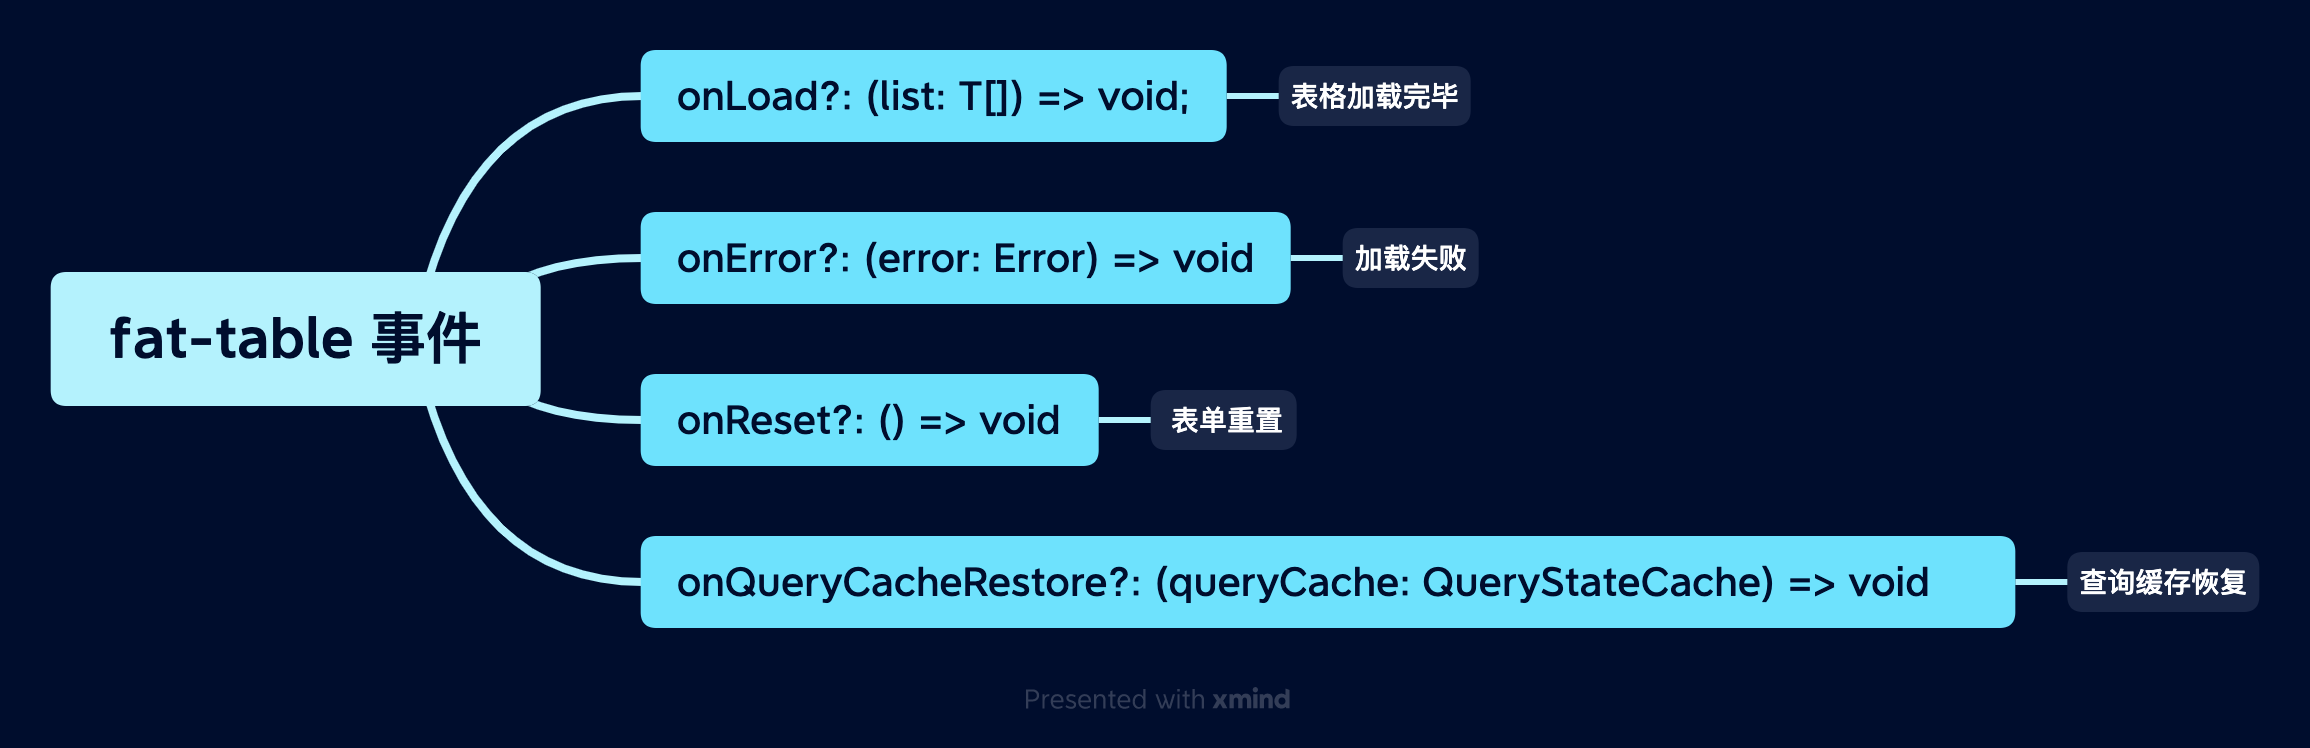 fat-table 事件
onLoad?: (list: T[]) => void;
表格加载完毕
onError?: (error: Error) => void
加载失败
onReset?: () => void
表单重置
onQueryCacheRestore?: (queryCache: QueryStateCache) => void
查询缓存恢复
Presented with xmind